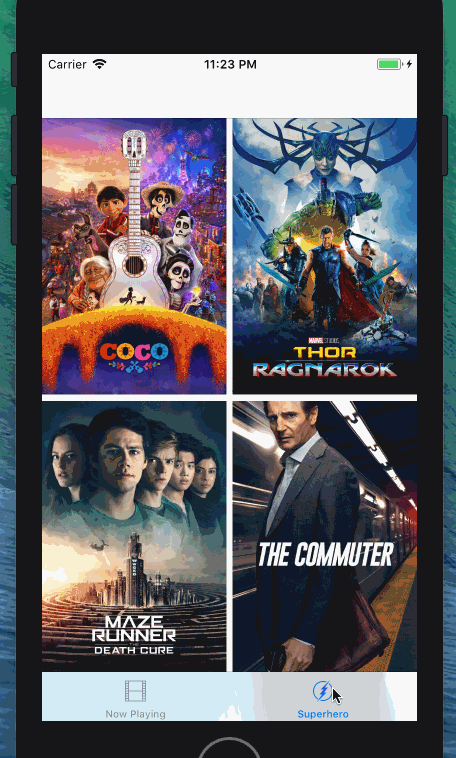 Carrier 11:23 PM
COCO
MARVEL STUDIOS
THOR
RAGNAROK
MAZE
RUNNER
DEATH CURE
THE COMMUTER
Now Playing Superhero